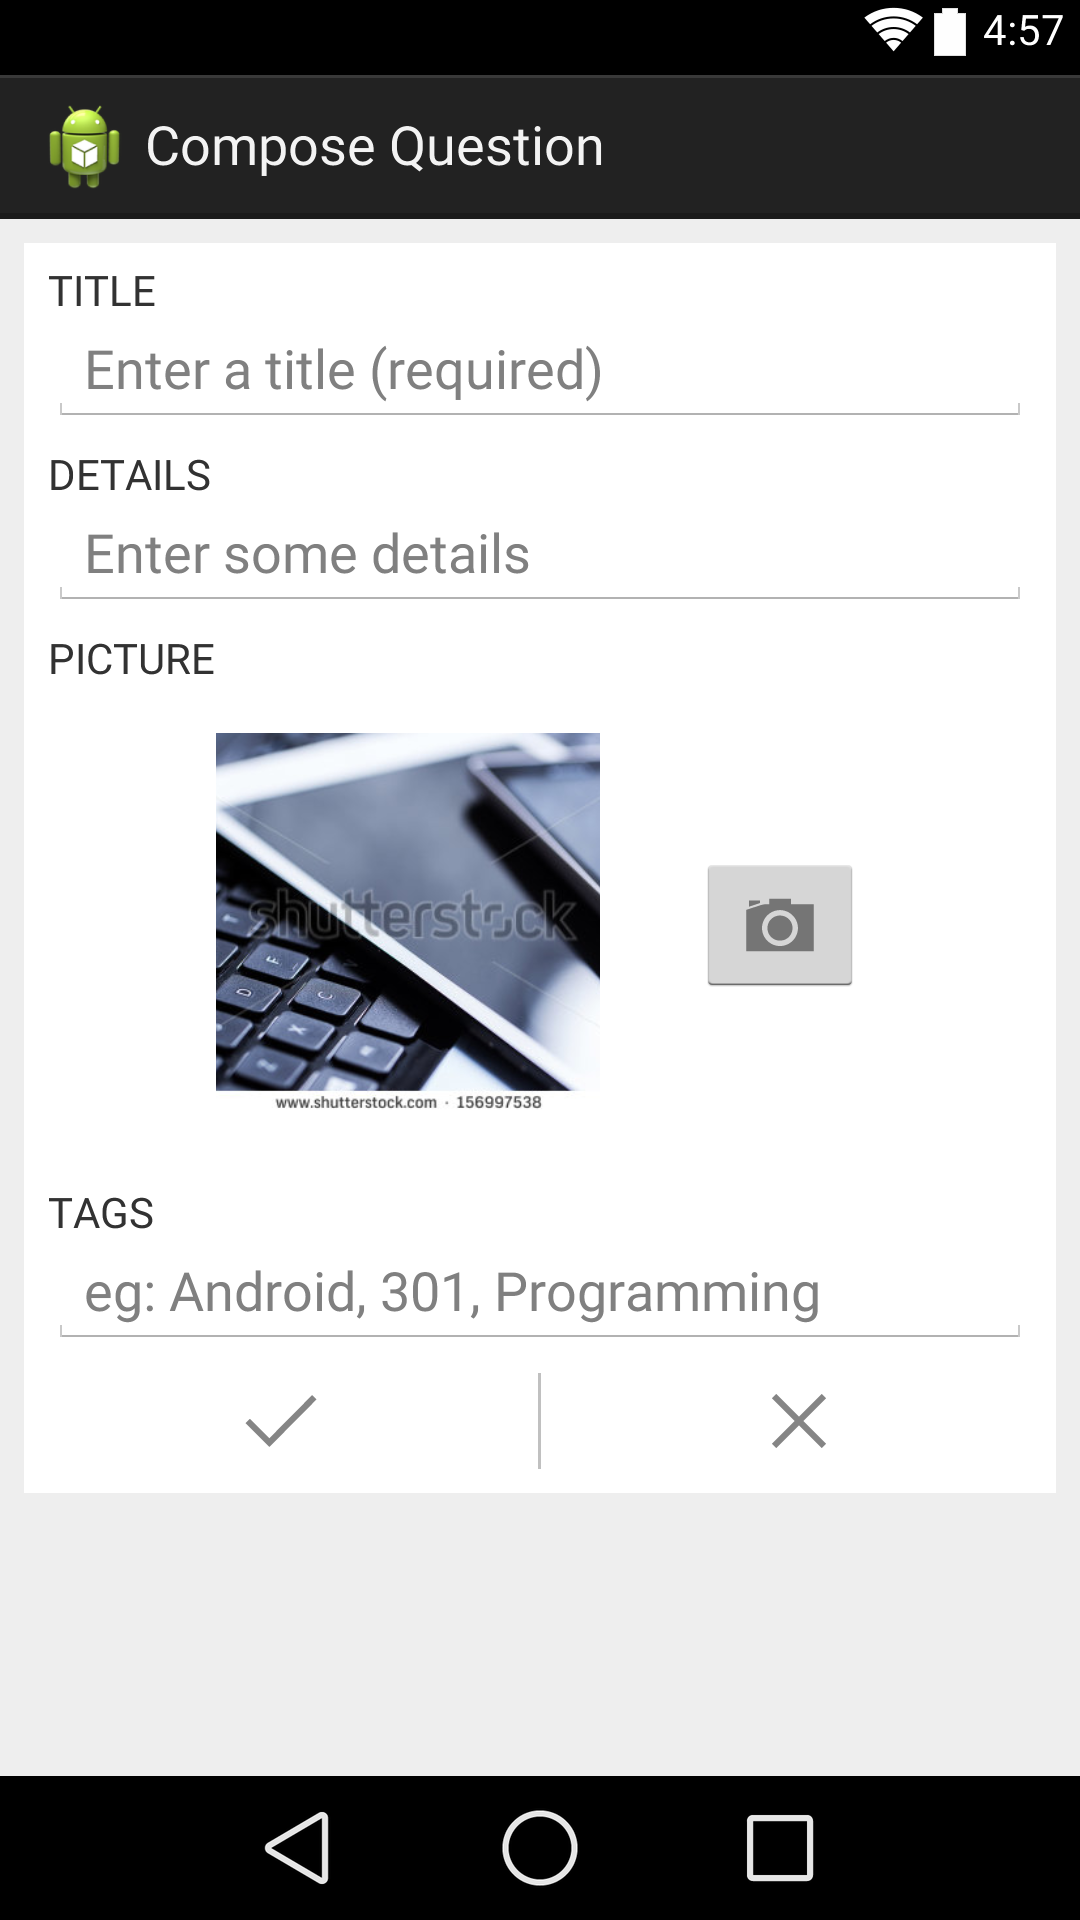 4:57
Compose Question
TITLE
Enter a title (required)
DETAILS
Enter some details
PICTURE
shutterstock
www.shutterstock.com · 156997538
TAGS
eg: Android, 301, Programming